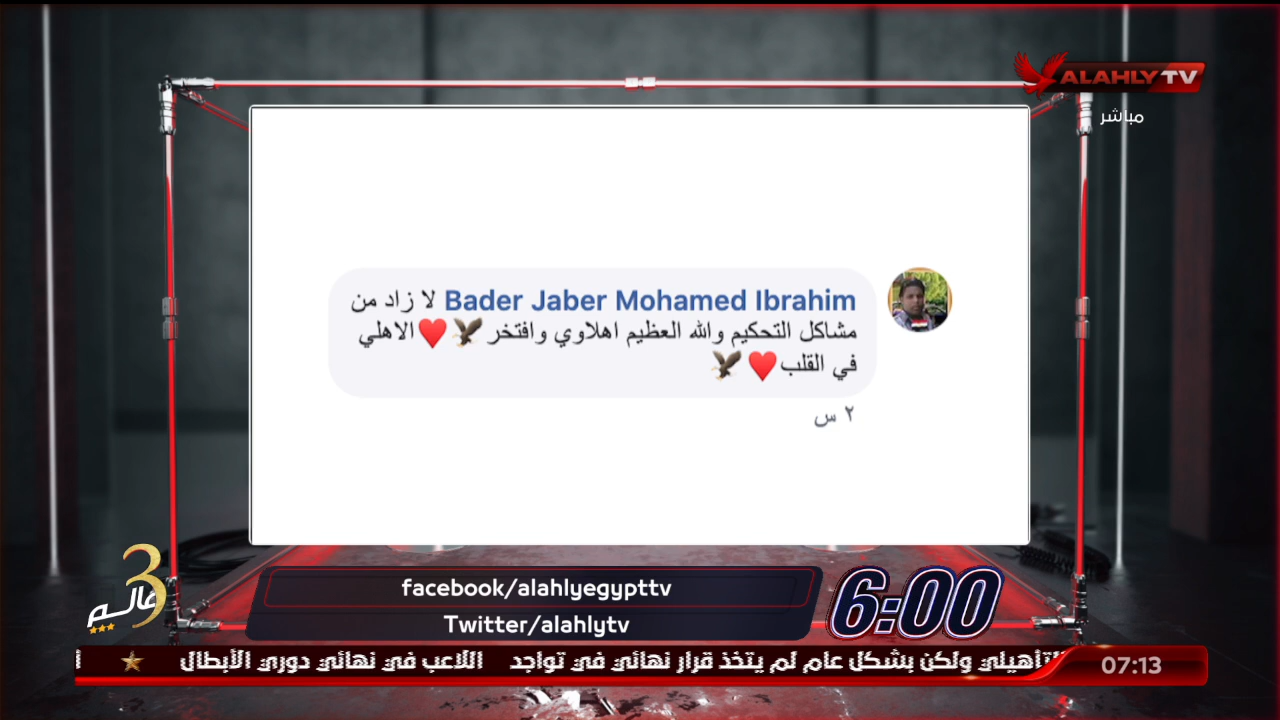 ALAHLY TV
مباشر
Bader Jaber Mohamed Ibrahim لا زاد من
مشاكل التحكيم والله العظيم اهلاوي وافتخر 🦅❤️الاهلي
في القلب❤️🦅
٢ س
3
عالم
facebook/alahlyegypttv
Twitter/alahlytv
6:00
التأهيلي ولكن بشكل عام لم يتخذ قرار نهائي في تواجد اللاعب في نهائي دوري الأبطال
07:13